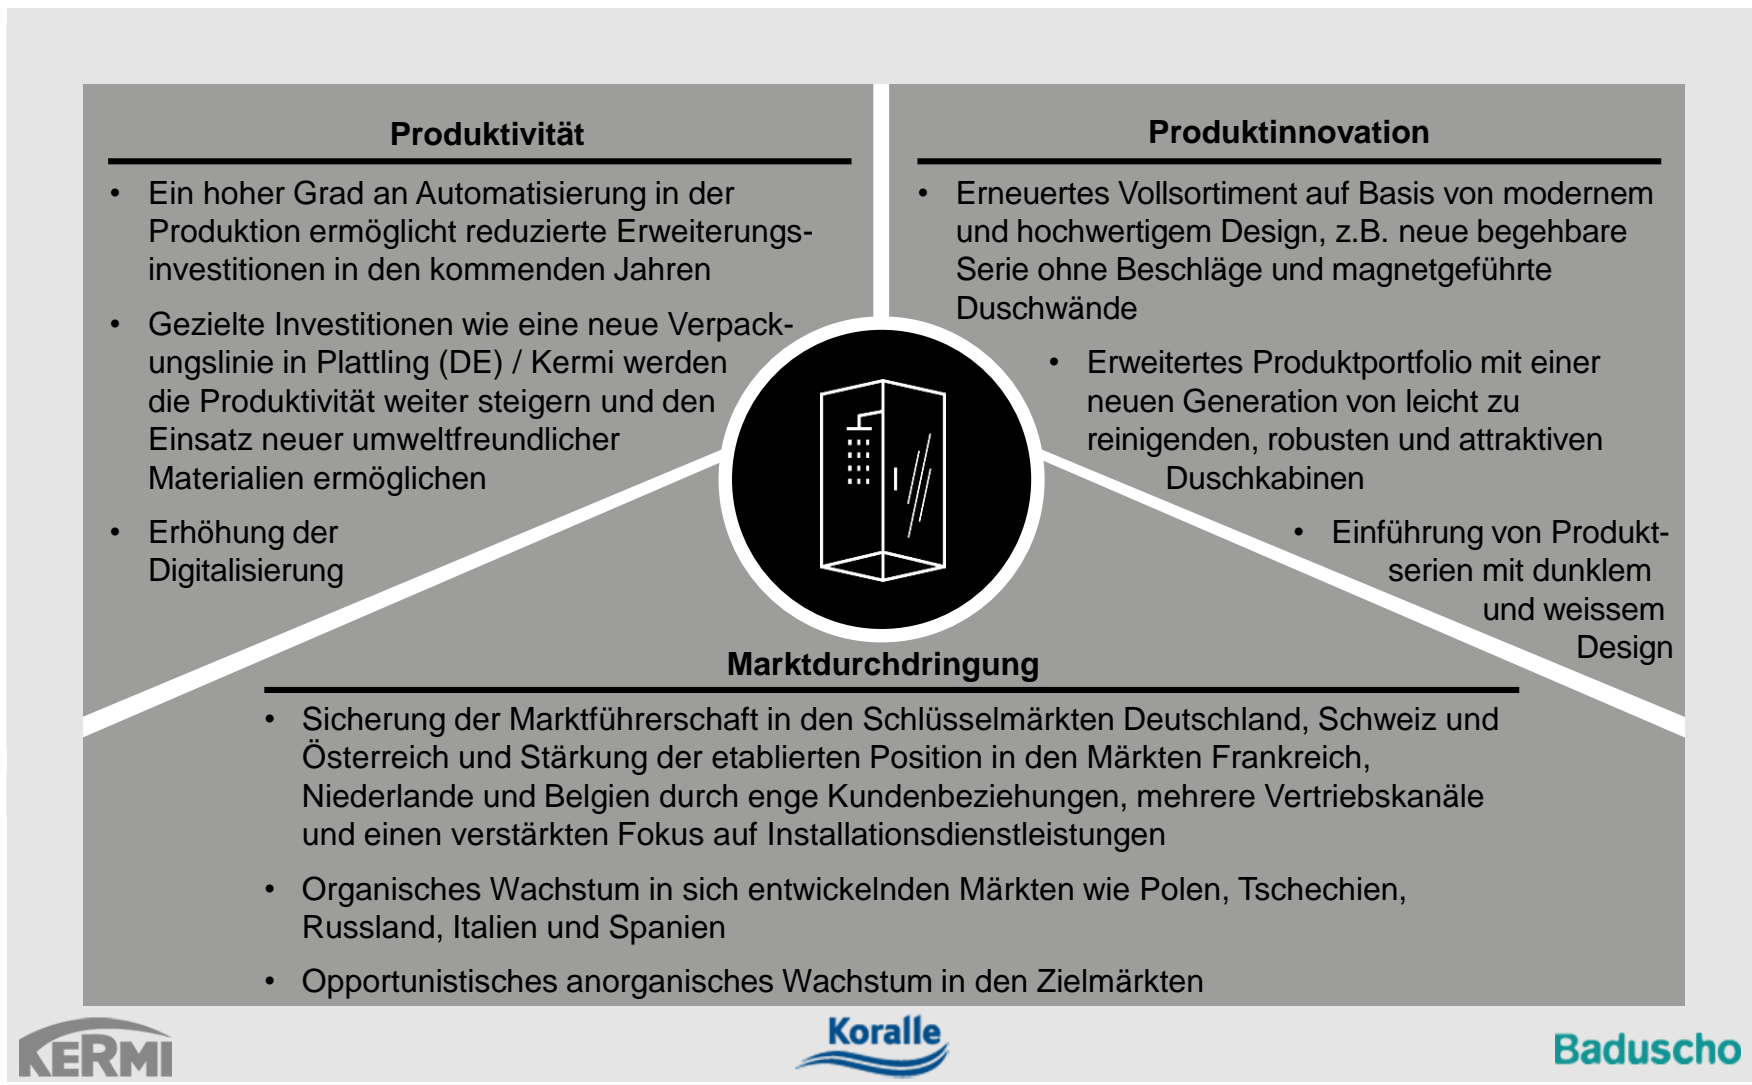 Produktivität
• Ein hoher Grad an Automatisierung in der
Produktion ermöglicht reduzierte Erweiterungs-
investitionen in den kommenden Jahren
• Gezielte Investitionen wie eine neue Verpack-
ungslinie in Plattling (DE) / Kermi werden
die Produktivität weiter steigern und den
Einsatz neuer umweltfreundlicher
Materialien ermöglichen
• Erhöhung der
Digitalisierung
Produktinnovation
• Erneuertes Vollsortiment auf Basis von modernem
und hochwertigem Design, z.B. neue begehbare
Serie ohne Beschläge und magnetgeführte
Duschwände
• Erweitertes Produktportfolio mit einer
neuen Generation von leicht zu
reinigenden, robusten und attraktiven
Duschkabinen
• Einführung von Produkt-
serien mit dunklem
und weissem
Design
Marktdurchdringung
• Sicherung der Marktführerschaft in den Schlüsselmärkten Deutschland, Schweiz und
Österreich und Stärkung der etablierten Position in den Märkten Frankreich,
Niederlande und Belgien durch enge Kundenbeziehungen, mehrere Vertriebskanäle
und einen verstärkten Fokus auf Installationsdienstleistungen
• Organisches Wachstum in sich entwickelnden Märkten wie Polen, Tschechien,
Russland, Italien und Spanien
• Opportunistisches anorganisches Wachstum in den Zielmärkten
KERMI
Koralle
Baduscho